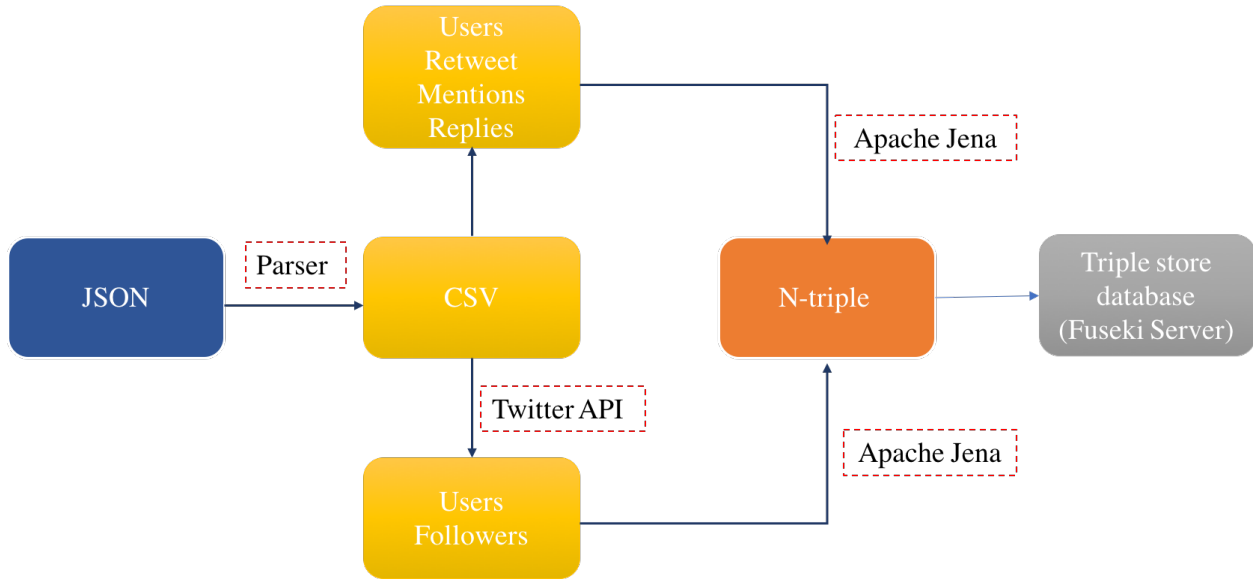 Users
Retweet
Mentions
Replies
Apache Jena
JSON
Parser
CSV
N-triple
Triple store
database
(Fuseki Server)
Twitter API
Apache Jena
Users
Followers